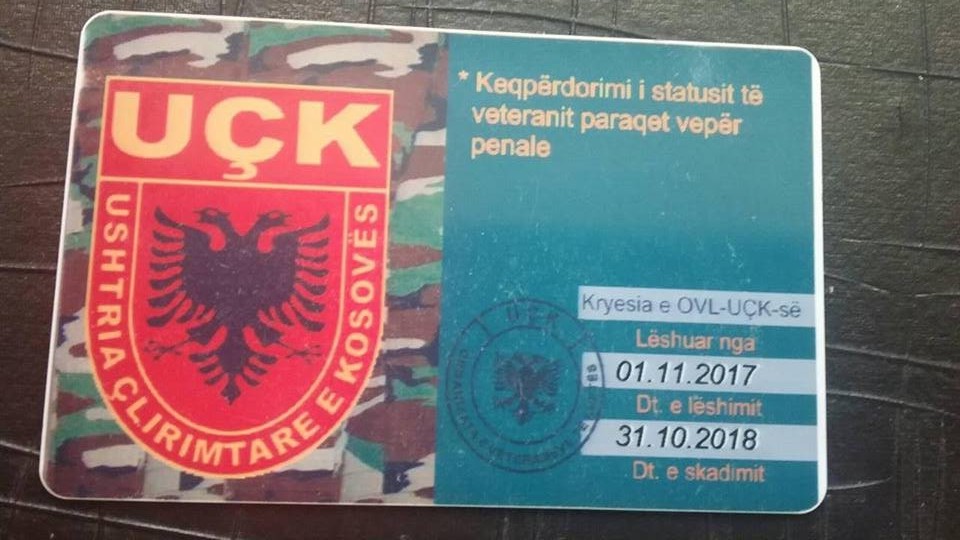 UÇK
USHTRIA ÇLIRIMTARE E KOSOVËS
* Keqpërdorimi i statusit të
veteranit paraqet vepër
penale
UÇK
Kryesia e OVL-UÇK-së
Lëshuar nga
01.11.2017
Dt. e lëshimit
31.10.2018
Dt. e skadimit